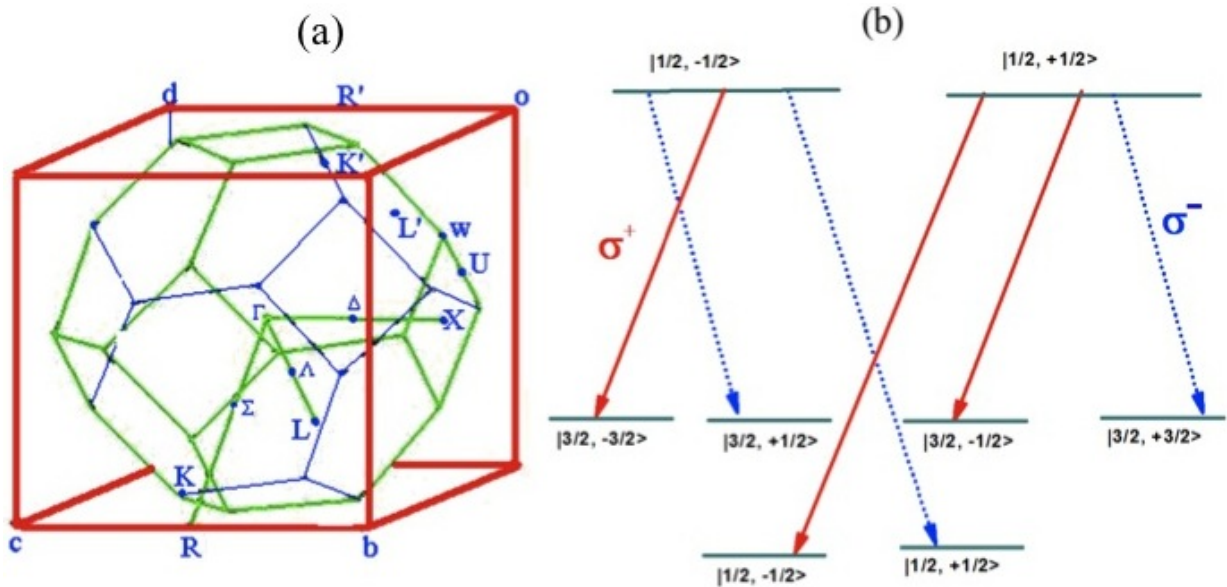 (a)
d
R'
o
K'
L'
W
U
Γ
Δ
X
Λ
Σ
L
K
c
R
b
(b)
|1/2, -1/2>
|1/2, +1/2>
σ+
σ-
|3/2, -3/2>
|3/2, +1/2>
|3/2, -1/2>
|3/2, +3/2>
|1/2, -1/2>
|1/2, +1/2>